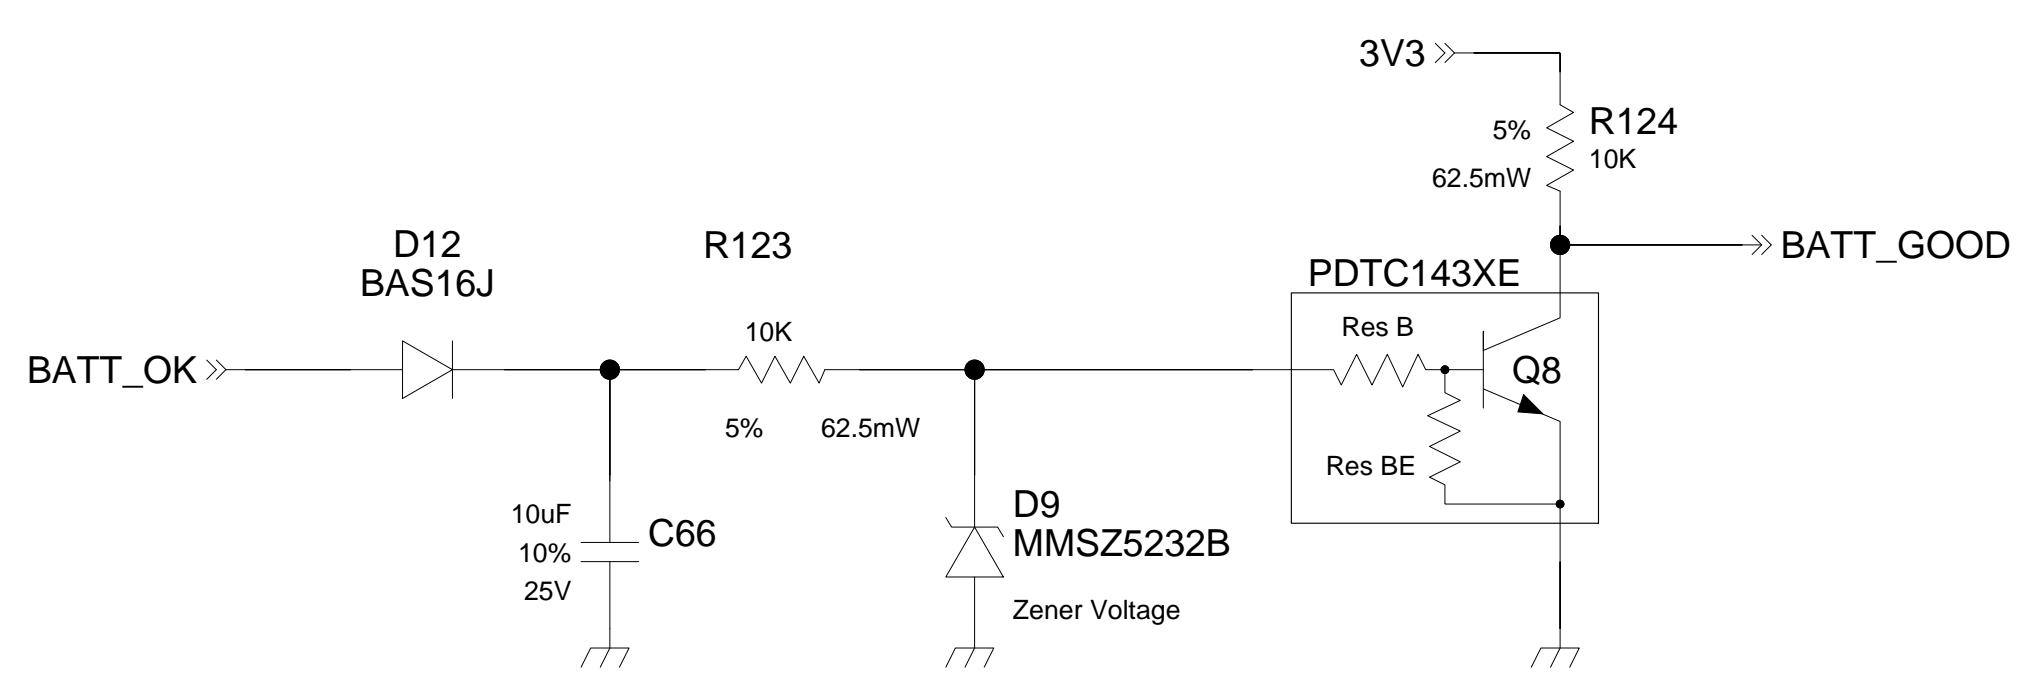 3V3
5%
R124
10K
62.5mW
D12
BAS16J
R123
BATT_GOOD
PDTC143XE
10K
Res B
BATT_OK
Q8
5%
62.5mW
Res BE
10uF
10%
25V
C66
D9
MMSZ5232B
Zener Voltage